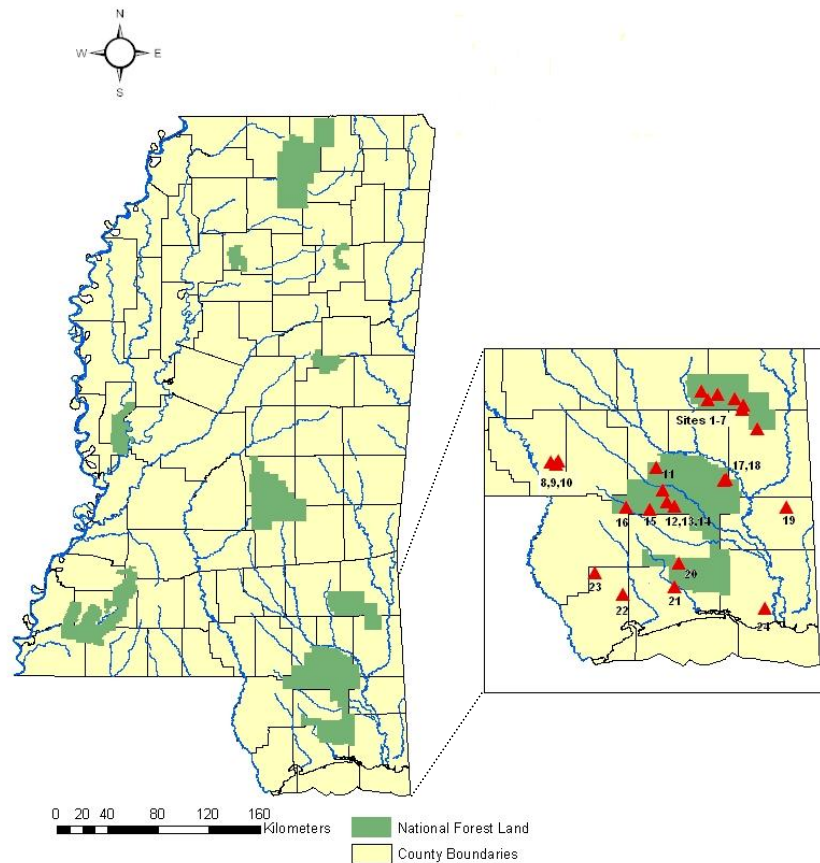 N
W E
S
Sites 1-7
8,9,10
11
17,18
16
15
12,13,14
19
20
23
21
22
24
0 20 40 80 120 160
Kilometers
National Forest Land
County Boundaries